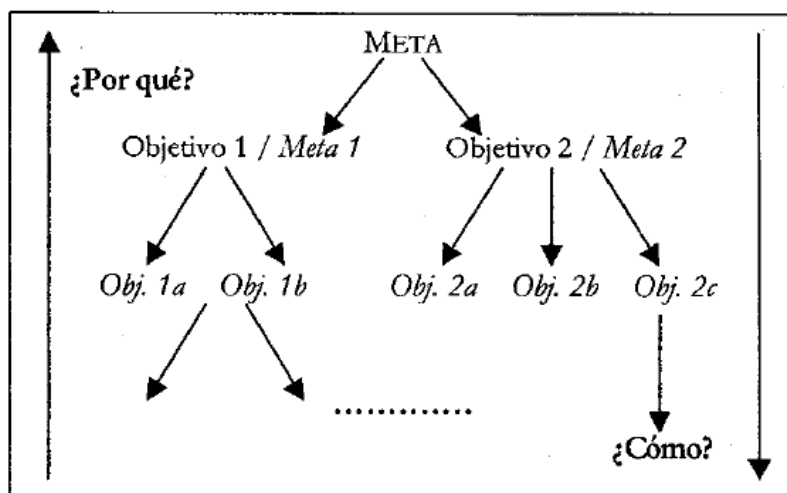 META
¿Por qué?
Objetivo 1 / Meta 1 Objetivo 2 / Meta 2
Obj. 1a Obj. 1b Obj. 2a Obj. 2b Obj. 2c
.............
¿Cómo?